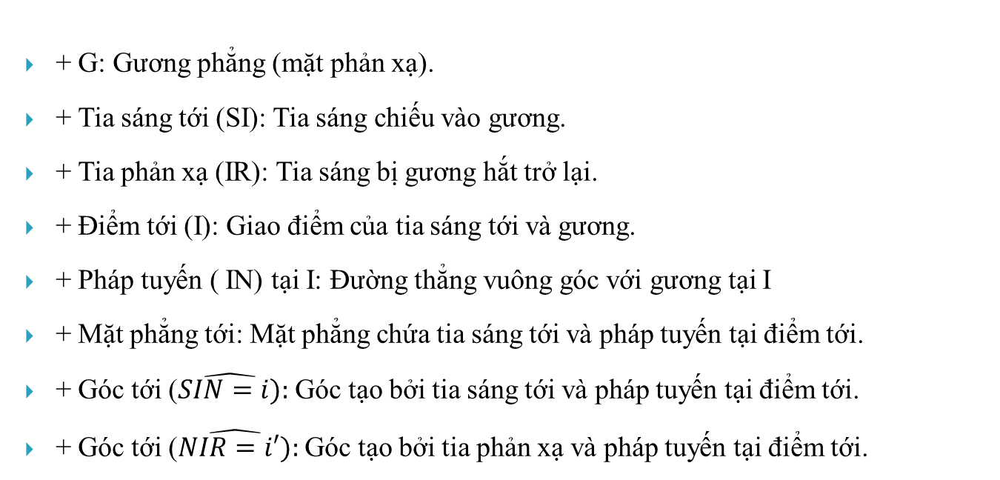 + G: Gương phẳng (mặt phản xạ).
+ Tia sáng tới (SI): Tia sáng chiếu vào gương.
+ Tia phản xạ (IR): Tia sáng bị gương hắt trở lại.
+ Điểm tới (I): Giao điểm của tia sáng tới và gương.
+ Pháp tuyến ( IN) tại I: Đường thẳng vuông góc với gương tại I
+ Mặt phẳng tới: Mặt phẳng chứa tia sáng tới và pháp tuyến tại điểm tới.
+ Góc tới (SIN̂ = i): Góc tạo bởi tia sáng tới và pháp tuyến tại điểm tới.
+ Góc tới (NIR̂ = i′): Góc tạo bởi tia phản xạ và pháp tuyến tại điểm tới.